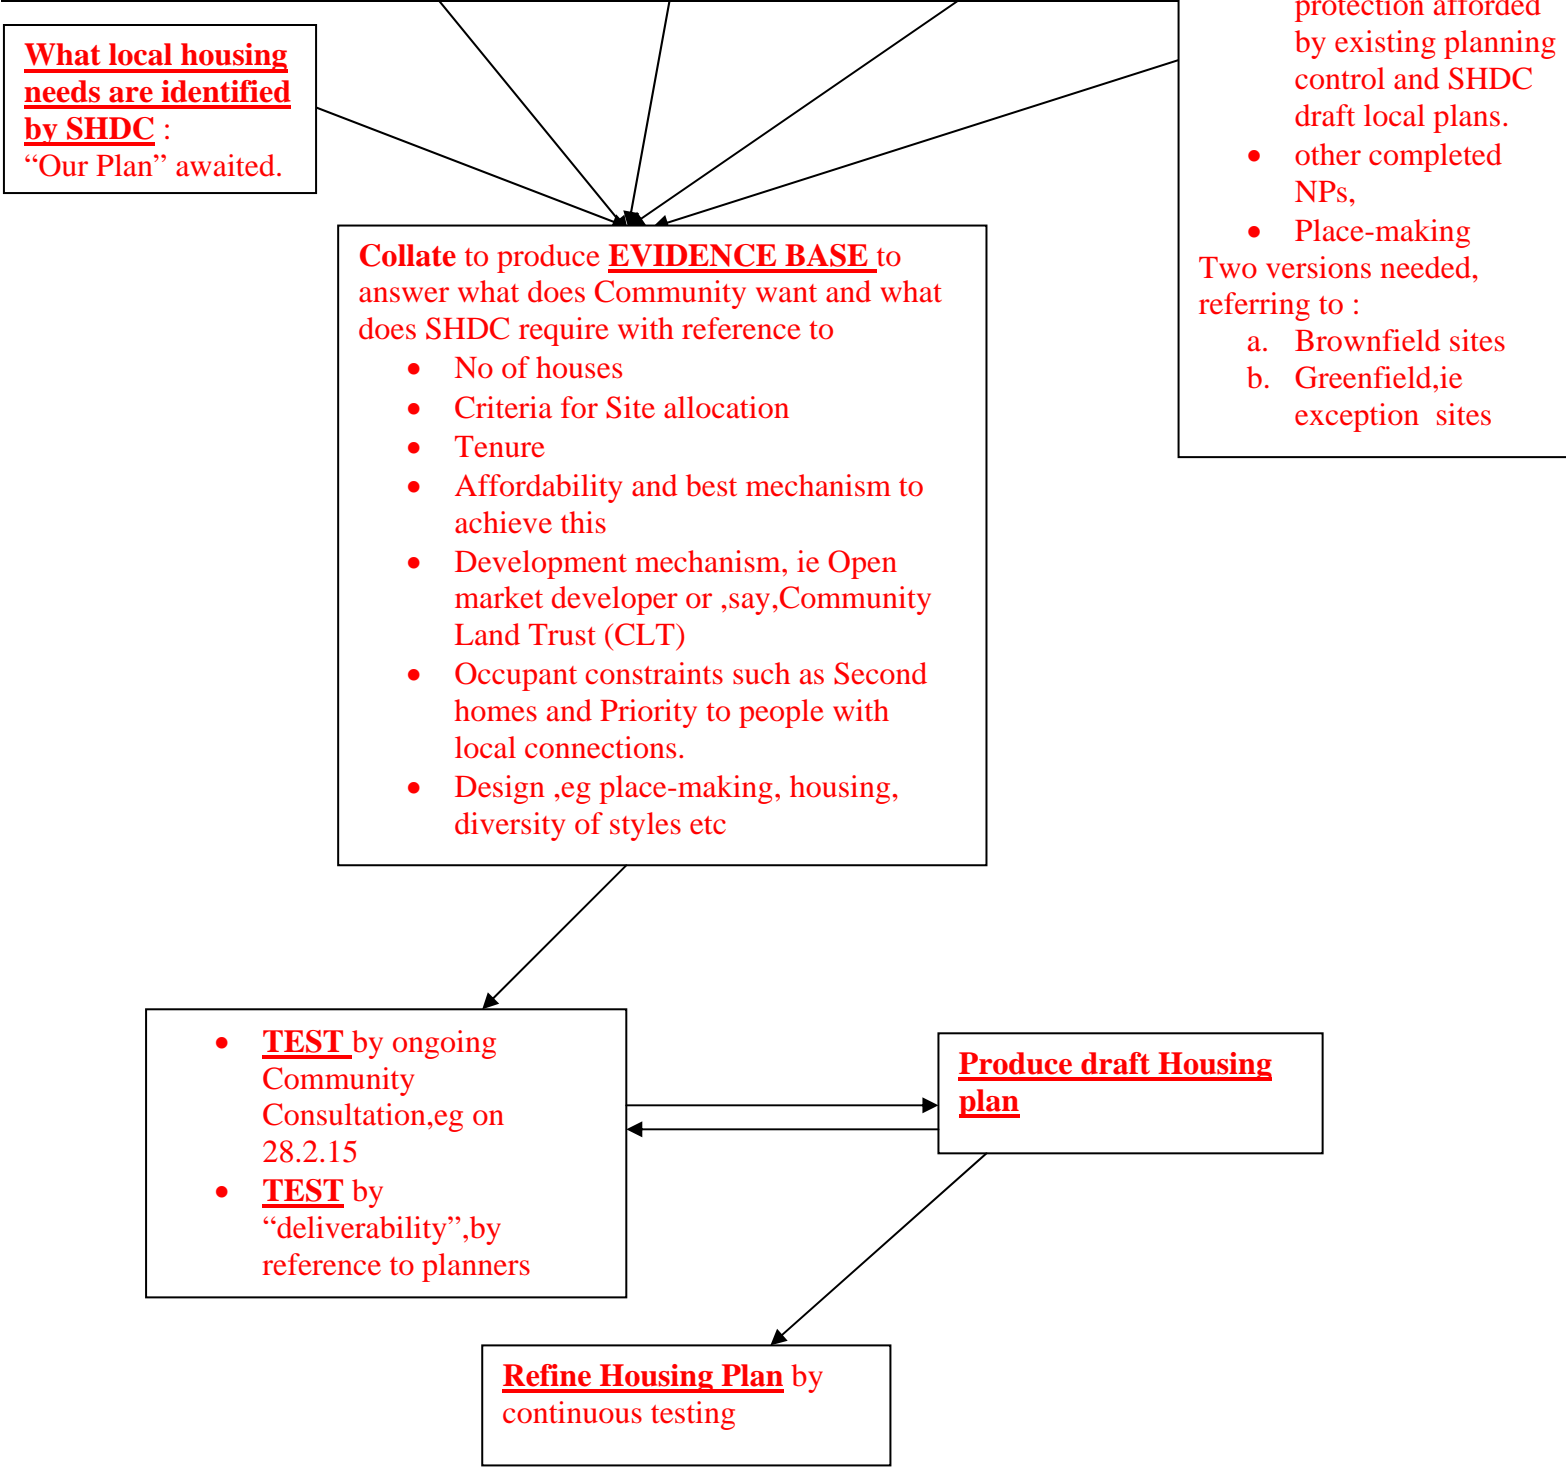 What local housing
needs are identified
by SHDC :
“Our Plan” awaited.
protection afforded
by existing planning
control and SHDC
draft local plans.
• other completed
NPs,
• Place-making
Two versions needed,
referring to :
a. Brownfield sites
b. Greenfield,ie
exception sites
Collate to produce EVIDENCE BASE to
answer what does Community want and what
does SHDC require with reference to
• No of houses
• Criteria for Site allocation
• Tenure
• Affordability and best mechanism to
achieve this
• Development mechanism, ie Open
market developer or ,say,Community
Land Trust (CLT)
• Occupant constraints such as Second
homes and Priority to people with
local connections.
• Design ,eg place-making, housing,
diversity of styles etc
• TEST by ongoing
Community
Consultation,eg on
28.2.15
• TEST by
“deliverability”,by
reference to planners
Produce draft Housing
plan
Refine Housing Plan by
continuous testing